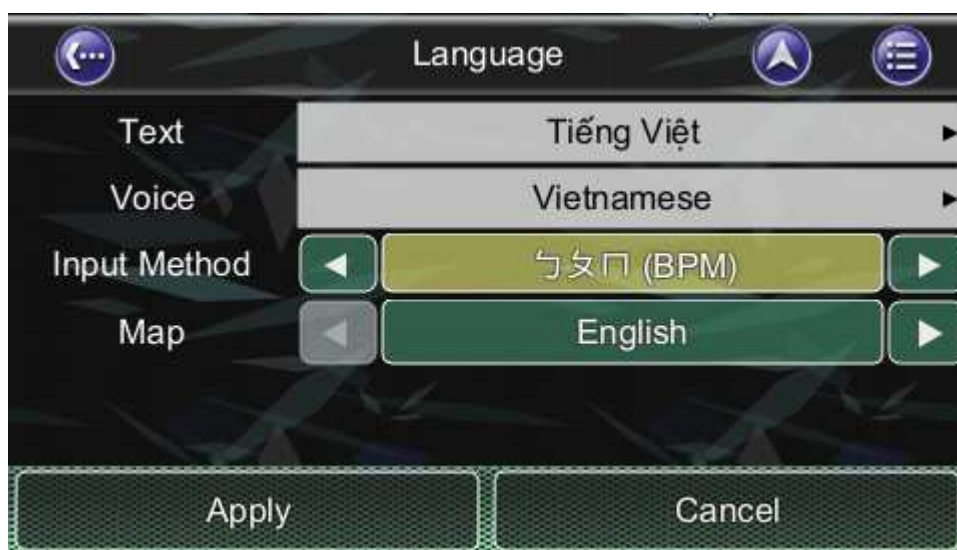 Language
Text Tiếng Việt
Voice Vietnamese
Input Method ㄅㄆㄇ (BPM)
Map English
Apply Cancel